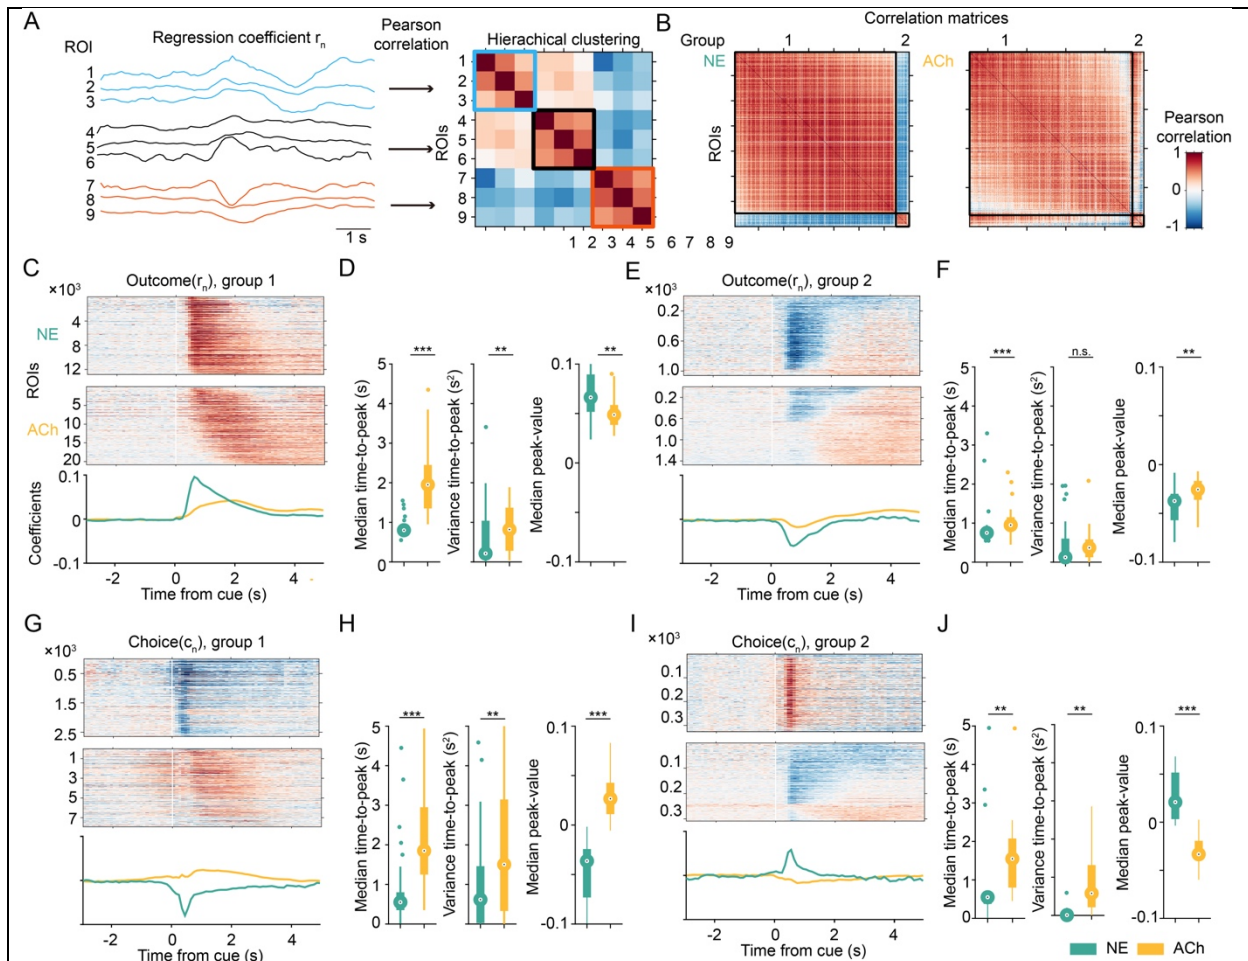 A
ROI
Regression coefficient rn
Pearson
correlation
Hierachical clustering
1
2
3
4
5
6
7
8
9
1 s
ROIs
1
2
3
4
5
6
7
8
9
1 2 3 4 5 6 7 8 9
B
Correlation matrices
Group
1
2
1
2
NE
ACh
ROIs
Pearson
correlation
1
0
-1
C
Outcome(rn), group 1
×10³
NE
4
8
12
ROIs
ACh
5
10
15
20
Coefficients
0.1
0
-0.1
-2 0 2 4
Time from cue (s)
D
***
**
**
Median time-to-peak (s)
5
4
3
2
1
0
Variance time-to-peak (s²)
Median peak-value
0.1
0
-0.1
E
Outcome(rn), group 2
×10³
0.2
0.6
1.0
0.2
0.6
1.4
-2 0 2 4
Time from cue (s)
F
***
n.s.
**
Median time-to-peak (s)
5
4
3
2
1
0
Variance time-to-peak (s²)
Median peak-value
0.1
0
-0.1
G
Choice(cn), group 1
×10³
0.5
1.5
2.5
1
3
5
7
-2 0 2 4
Time from cue (s)
H
***
**
***
Median time-to-peak (s)
5
4
3
2
1
0
Variance time-to-peak (s²)
Median peak-value
0.1
0
-0.1
I
Choice(cn), group 2
×10³
0.1
0.2
0.3
0.1
0.2
0.3
-2 0 2 4
Time from cue (s)
J
**
**
***
Median time-to-peak (s)
5
4
3
2
1
0
Variance time-to-peak (s²)
Median peak-value
0.1
0
-0.1
NE ACh